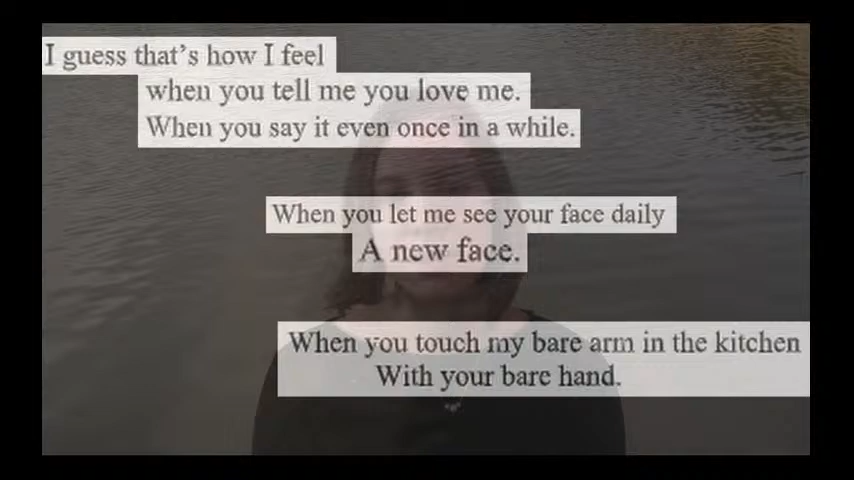 I guess that's how I feel
when you tell me you love me.
When you say it even once in a while.
When you let me see your face daily
A new face.
When you touch my bare arm in the kitchen
With your bare hand.